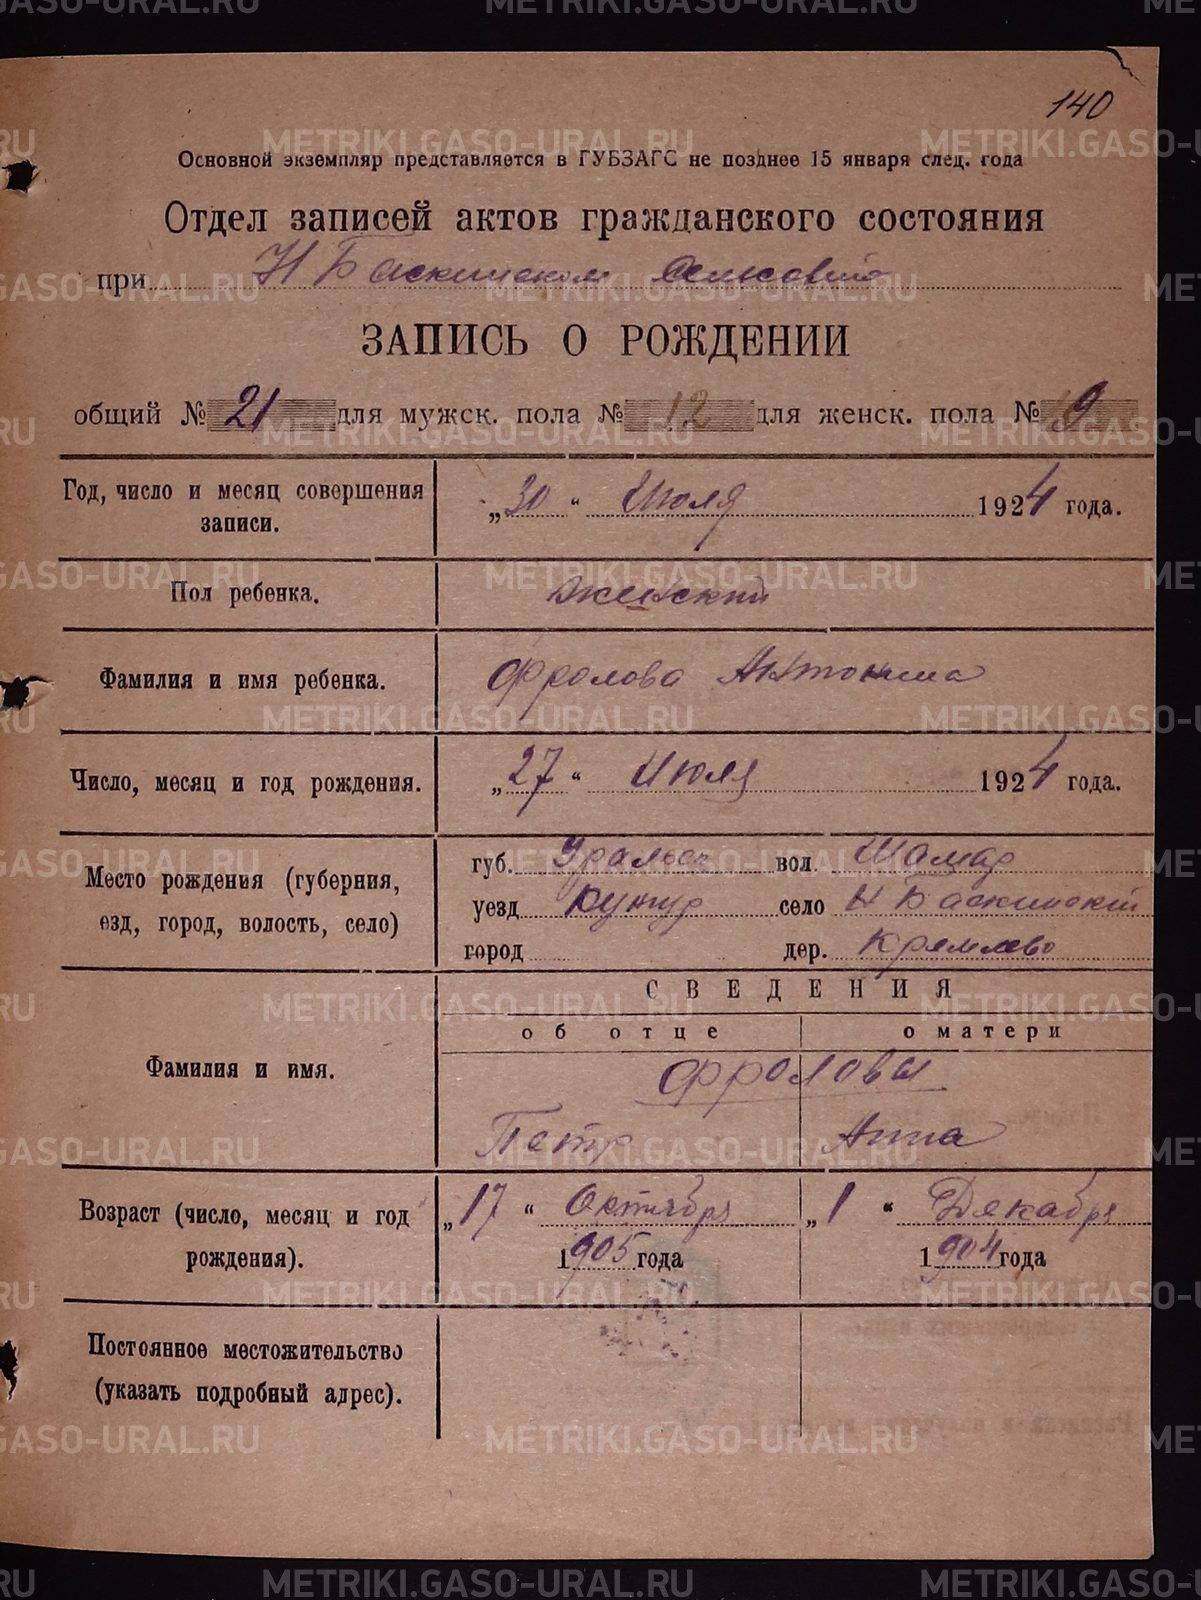 140
Основной экземпляр представляется в ГУБЗАГС не позднее 15 января след. года
Отдел записей актов гражданского состояния
при Н Баскинском сельсовете
ЗАПИСЬ О РОЖДЕНИИ
общий № 21 для мужск. пола № 12 для женск. пола № 9
Год, число и месяц совершения записи. „30“ Июля 1924 года.
Пол ребенка. женский
Фамилия и имя ребенка. Фролова Антонина
Число, месяц и год рождения. „27“ Июля 1924 года.
Место рождения (губерния, езд, город, волость, село)
губ. Уральск вол. Шамар
уезд Кунгур село Н Баскинский
город дер. Кремлево
СВЕДЕНИЯ
об отце о матери
Фамилия и имя. Фроловы
Петр Анна
Возраст (число, месяц и год рождения). „17“ Октября 1905 года „1“ Декабря 1904 года
Постоянное местожительство
(указать подробный адрес).
METRIKI.GASO-URAL.RU